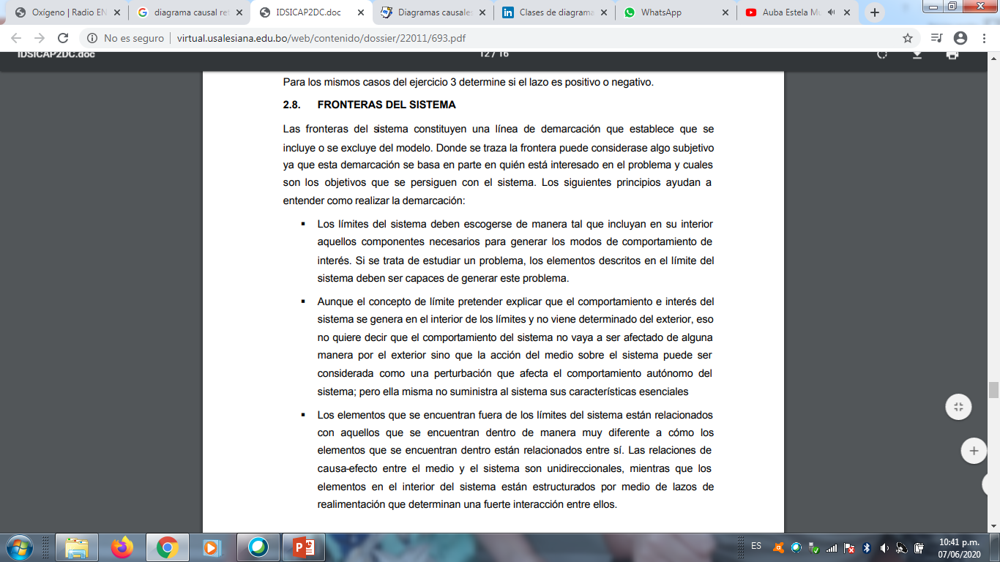 Oxígeno | Radio EN
diagrama causal ret
IDSICAP2DC.doc
Diagramas causales
Clases de diagrama
WhatsApp
Auba Estela Mu
No es seguro
virtual.usalesiana.edu.bo/web/contenido/dossier/22011/693.pdf
IDSICAP2DC.doc
12 / 16
Para los mismos casos del ejercicio 3 determine si el lazo es positivo o negativo.
2.8. FRONTERAS DEL SISTEMA
Las fronteras del sistema constituyen una línea de demarcación que establece que se
incluye o se excluye del modelo. Donde se traza la frontera puede considerase algo subjetivo
ya que esta demarcación se basa en parte en quién está interesado en el problema y cuales
son los objetivos que se persiguen con el sistema. Los siguientes principios ayudan a
entender como realizar la demarcación:
▪ Los límites del sistema deben escogerse de manera tal que incluyan en su interior
aquellos componentes necesarios para generar los modos de comportamiento de
interés. Si se trata de estudiar un problema, los elementos descritos en el límite del
sistema deben ser capaces de generar este problema.
▪ Aunque el concepto de límite pretender explicar que el comportamiento e interés del
sistema se genera en el interior de los límites y no viene determinado del exterior, eso
no quiere decir que el comportamiento del sistema no vaya a ser afectado de alguna
manera por el exterior sino que la acción del medio sobre el sistema puede ser
considerada como una perturbación que afecta el comportamiento autónomo del
sistema; pero ella misma no suministra al sistema sus características esenciales
▪ Los elementos que se encuentran fuera de los límites del sistema están relacionados
con aquellos que se encuentran dentro de manera muy diferente a cómo los
elementos que se encuentran dentro están relacionados entre sí. Las relaciones de
causa-efecto entre el medio y el sistema son unidireccionales, mientras que los
elementos en el interior del sistema están estructurados por medio de lazos de
realimentación que determinan una fuerte interacción entre ellos.
ES
10:41 p.m.
07/06/2020